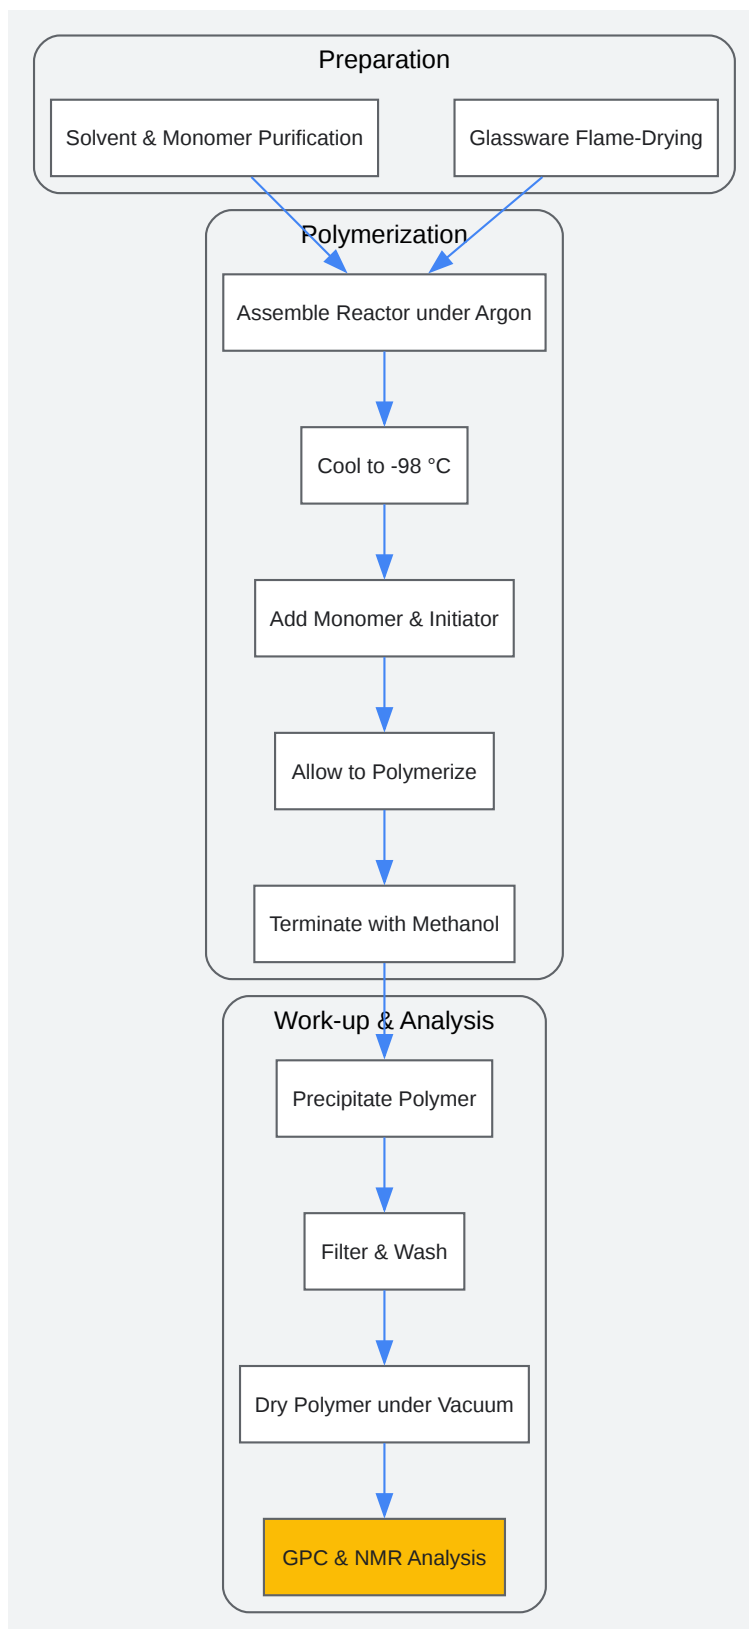 Preparation
Solvent & Monomer Purification
Glassware Flame-Drying
Polymerization
Assemble Reactor under Argon
Cool to -98 °C
Add Monomer & Initiator
Allow to Polymerize
Terminate with Methanol
Work-up & Analysis
Precipitate Polymer
Filter & Wash
Dry Polymer under Vacuum
GPC & NMR Analysis